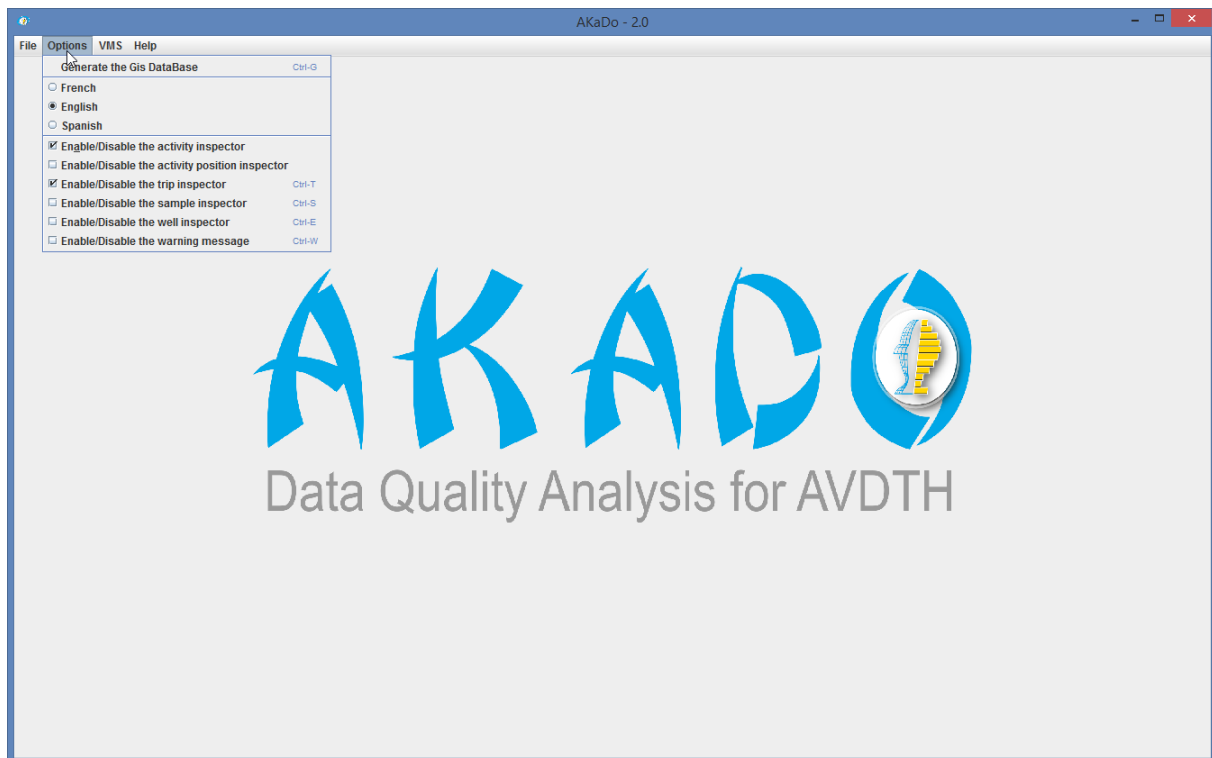 AKaDo - 2.0
File Options VMS Help
Generate the Gis DataBase Ctrl-G
French
English
Spanish
Enable/Disable the activity inspector
Enable/Disable the activity position inspector
Enable/Disable the trip inspector Ctrl-T
Enable/Disable the sample inspector Ctrl-S
Enable/Disable the well inspector Ctrl-E
Enable/Disable the warning message Ctrl-W
AKADO
Data Quality Analysis for AVDTH